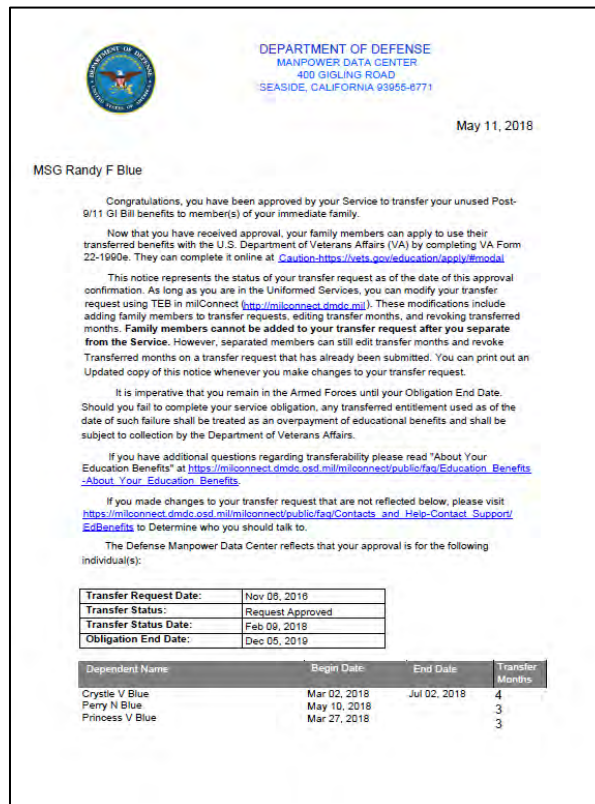 DEPARTMENT OF DEFENSE
MANPOWER DATA CENTER
400 GIGLING ROAD
SEASIDE, CALIFORNIA 93955-6771
DEPARTMENT OF DEFENSE
UNITED STATES OF AMERICA
May 11, 2018
MSG Randy F Blue
Congratulations, you have been approved by your Service to transfer your unused Post-
9/11 GI Bill benefits to member(s) of your immediate family.
Now that you have received approval, your family members can apply to use their
transferred benefits with the U.S. Department of Veterans Affairs (VA) by completing VA Form
22-1990e. They can complete it online at Caution-https://vets.gov/education/apply/#modal
This notice represents the status of your transfer request as of the date of this approval
confirmation. As long as you are in the Uniformed Services, you can modify your transfer
request using TEB in milConnect (http://milconnect.dmdc.mil). These modifications include
adding family members to transfer requests, editing transfer months, and revoking transferred
months. Family members cannot be added to your transfer request after you separate
from the Service. However, separated members can still edit transfer months and revoke
Transferred months on a transfer request that has already been submitted. You can print out an
Updated copy of this notice whenever you make changes to your transfer request.
It is imperative that you remain in the Armed Forces until your Obligation End Date.
Should you fail to complete your service obligation, any transferred entitlement used as of the
date of such failure shall be treated as an overpayment of educational benefits and shall be
subject to collection by the Department of Veterans Affairs.
If you have additional questions regarding transferability please read "About Your
Education Benefits" at https://milconnect.dmdc.osd.mil/milconnect/public/faq/Education_Benefits
-About_Your_Education_Benefits.
If you made changes to your transfer request that are not reflected below, please visit
https://milconnect.dmdc.osd.mil/milconnect/public/faq/Contacts_and_Help-Contact_Support/
EdBenefits to Determine who you should talk to.
The Defense Manpower Data Center reflects that your approval is for the following
individual(s):
Transfer Request Date: Nov 06, 2016
Transfer Status: Request Approved
Transfer Status Date: Feb 09, 2018
Obligation End Date: Dec 05, 2019
Dependent Name Begin Date End Date Transfer
Months
Crystle V Blue Mar 02, 2018 Jul 02, 2018 4
Perry N Blue May 10, 2018 3
Princess V Blue Mar 27, 2018 3